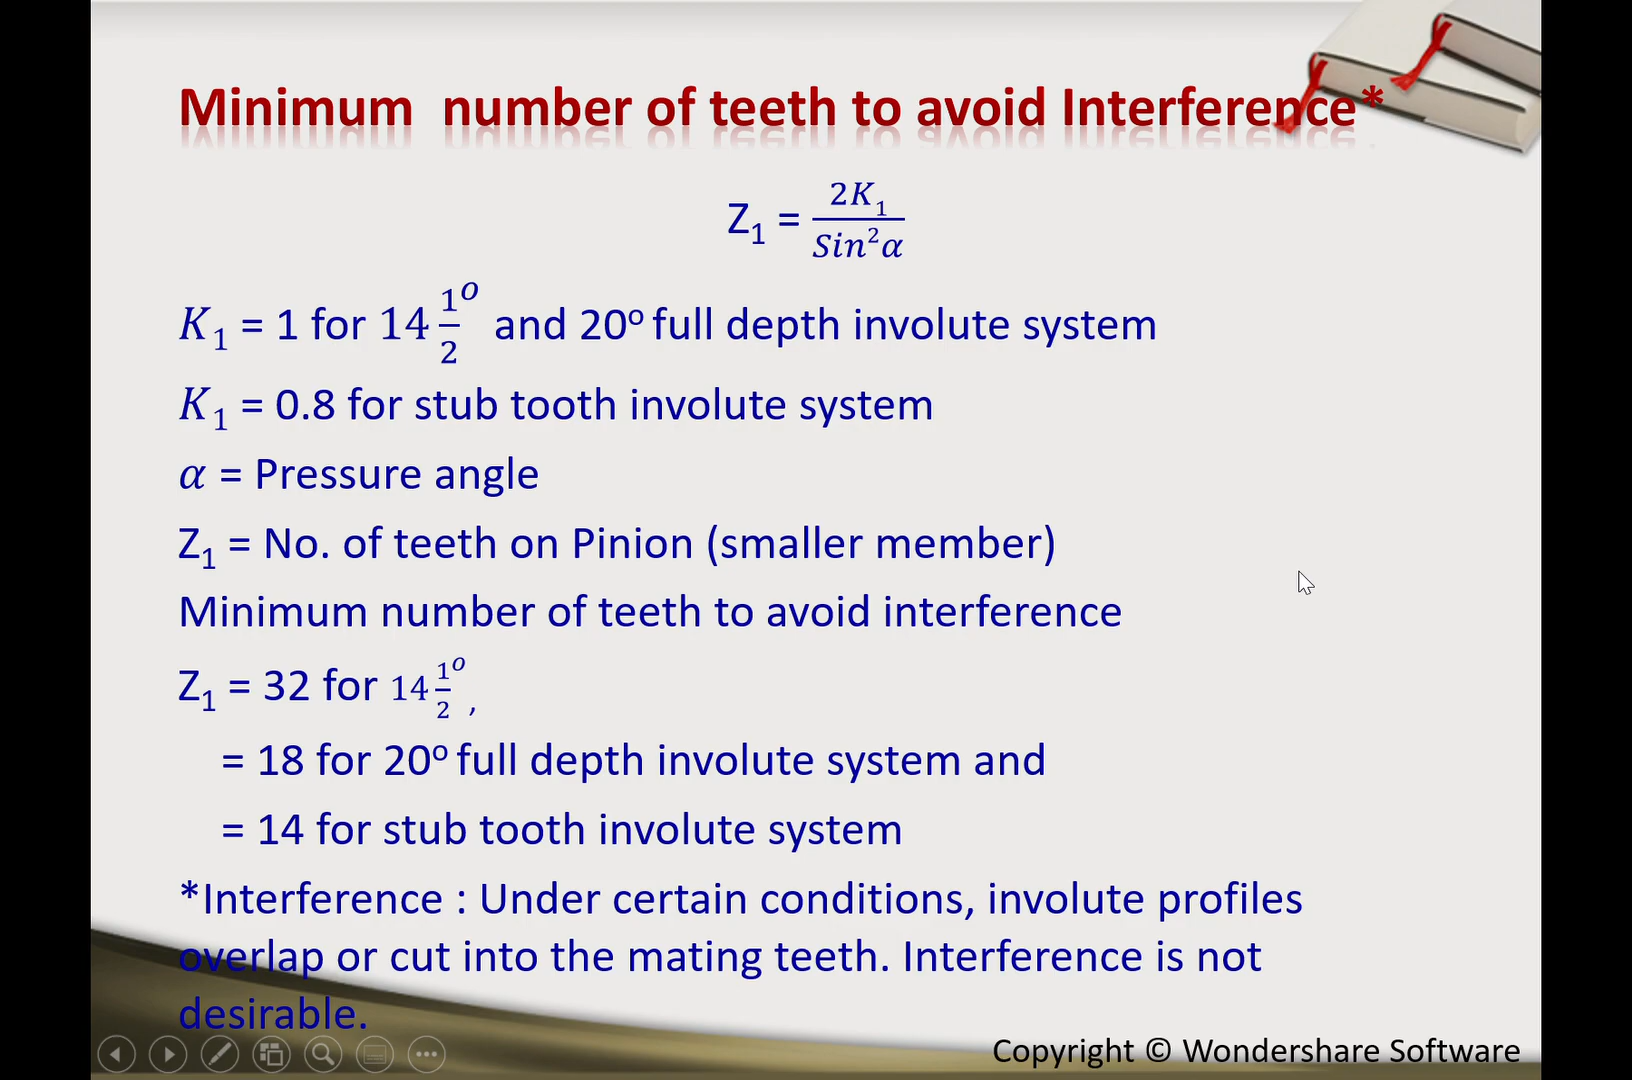 Minimum number of teeth to avoid Interference*
Z₁ = 2K₁ / Sin²α
K₁ = 1 for 14 1/2° and 20° full depth involute system
K₁ = 0.8 for stub tooth involute system
α = Pressure angle
Z₁ = No. of teeth on Pinion (smaller member)
Minimum number of teeth to avoid interference
Z₁ = 32 for 14 1/2°,
= 18 for 20° full depth involute system and
= 14 for stub tooth involute system
*Interference : Under certain conditions, involute profiles
overlap or cut into the mating teeth. Interference is not
desirable.
Copyright © Wondershare Software